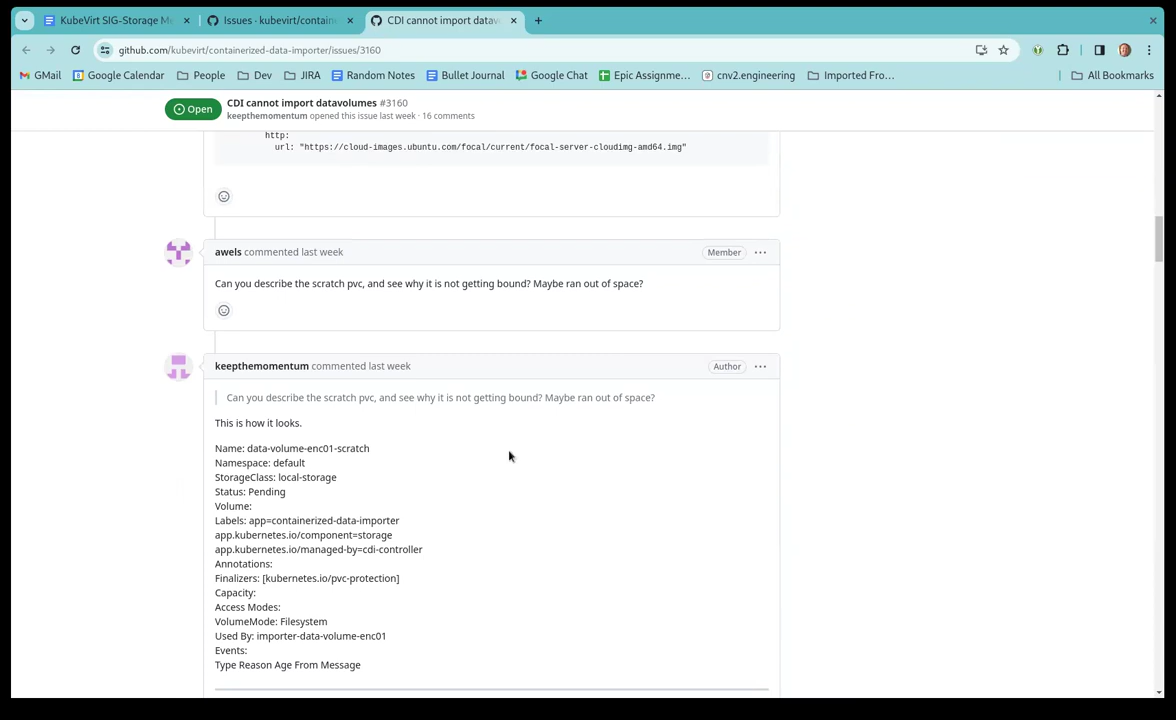 KubeVirt SIG-Storage Me
Issues · kubevirt/contain
CDI cannot import datavo
github.com/kubevirt/containerized-data-importer/issues/3160
GMail
Google Calendar
People
Dev
JIRA
Random Notes
Bullet Journal
Google Chat
Epic Assignme...
cnv2.engineering
Imported Fro...
All Bookmarks
Open
CDI cannot import datavolumes #3160
keepthemomentum opened this issue last week · 16 comments
http:
url: "https://cloud-images.ubuntu.com/focal/current/focal-server-cloudimg-amd64.img"
awels commented last week
Member
Can you describe the scratch pvc, and see why it is not getting bound? Maybe ran out of space?
keepthemomentum commented last week
Author
Can you describe the scratch pvc, and see why it is not getting bound? Maybe ran out of space?
This is how it looks.
Name: data-volume-enc01-scratch
Namespace: default
StorageClass: local-storage
Status: Pending
Volume:
Labels: app=containerized-data-importer
app.kubernetes.io/component=storage
app.kubernetes.io/managed-by=cdi-controller
Annotations:
Finalizers: [kubernetes.io/pvc-protection]
Capacity:
Access Modes:
VolumeMode: Filesystem
Used By: importer-data-volume-enc01
Events:
Type Reason Age From Message